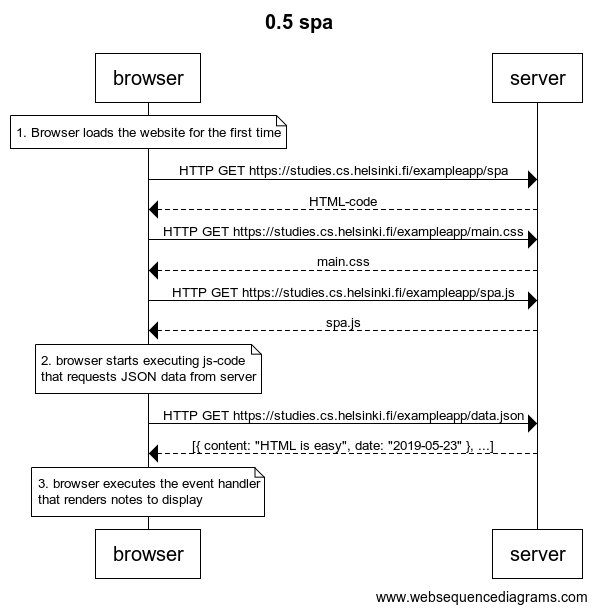 0.5 spa
browser
server
1. Browser loads the website for the first time
HTTP GET https://studies.cs.helsinki.fi/exampleapp/spa
HTML-code
HTTP GET https://studies.cs.helsinki.fi/exampleapp/main.css
main.css
HTTP GET https://studies.cs.helsinki.fi/exampleapp/spa.js
spa.js
2. browser starts executing js-code
that requests JSON data from server
HTTP GET https://studies.cs.helsinki.fi/exampleapp/data.json
[{ content: "HTML is easy", date: "2019-05-23" }, ...]
3. browser executes the event handler
that renders notes to display
browser
server
www.websequencediagrams.com